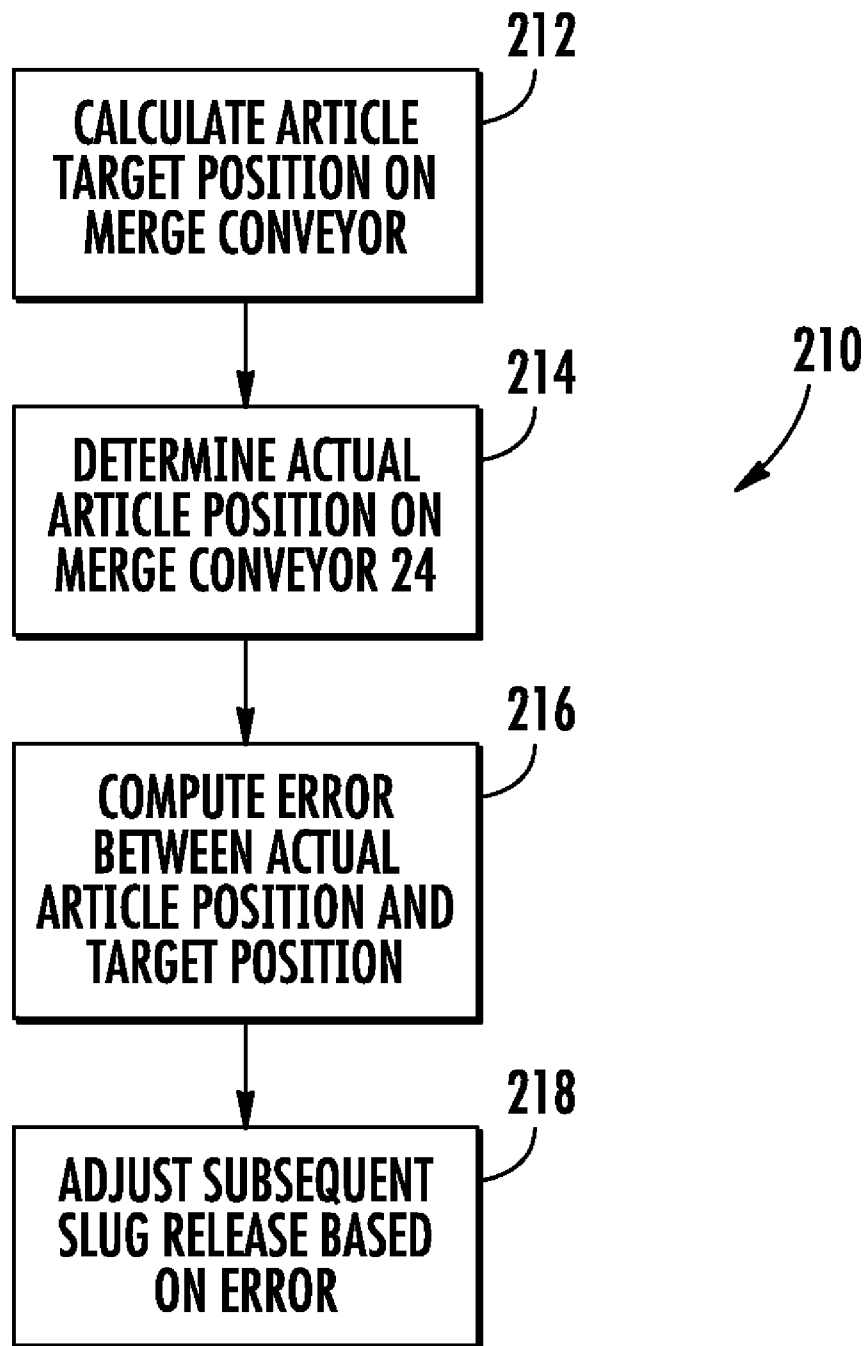 212
CALCULATE ARTICLE
TARGET POSITION ON
MERGE CONVEYOR
214
210
DETERMINE ACTUAL
ARTICLE POSITION ON
MERGE CONVEYOR 24
216
COMPUTE ERROR
BETWEEN ACTUAL
ARTICLE POSITION AND
TARGET POSITION
218
ADJUST SUBSEQUENT
SLUG RELEASE BASED
ON ERROR